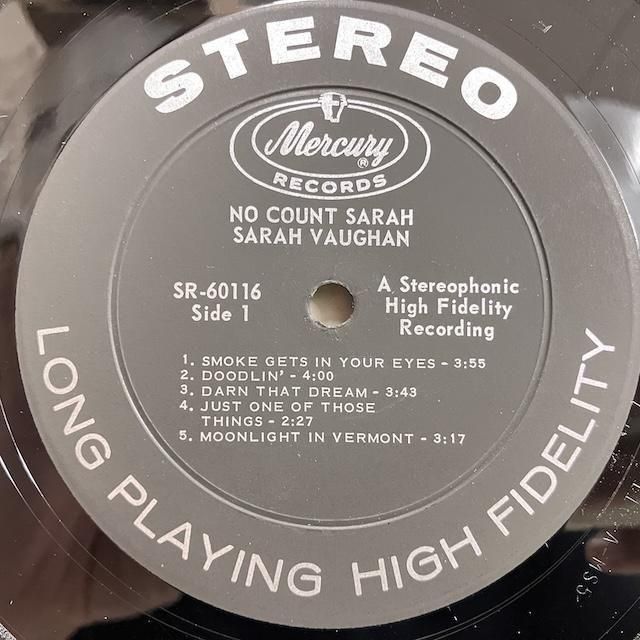 STEREO
Mercury
®
RECORDS
NO COUNT SARAH
SARAH VAUGHAN
SR-60116
Side 1
A Stereophonic
High Fidelity
Recording
1. SMOKE GETS IN YOUR EYES - 3:55
2. DOODLIN' - 4:00
3. DARN THAT DREAM - 3:43
4. JUST ONE OF THOSE
THINGS - 2:27
5. MOONLIGHT IN VERMONT - 3:17
LONG PLAYING HIGH FIDELITY